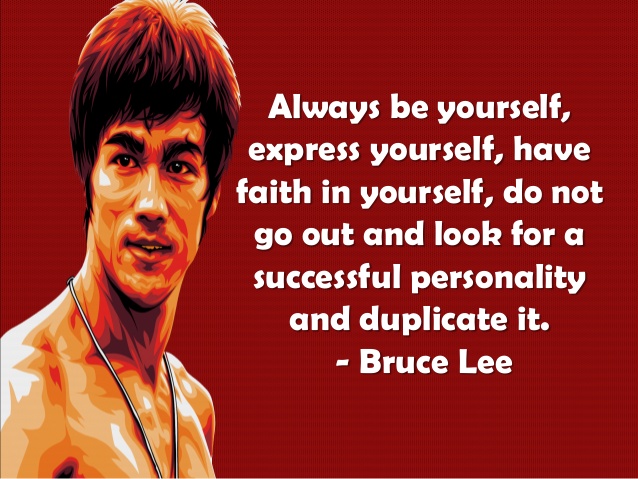 Always be yourself,
express yourself, have
faith in yourself, do not
go out and look for a
successful personality
and duplicate it.
- Bruce Lee